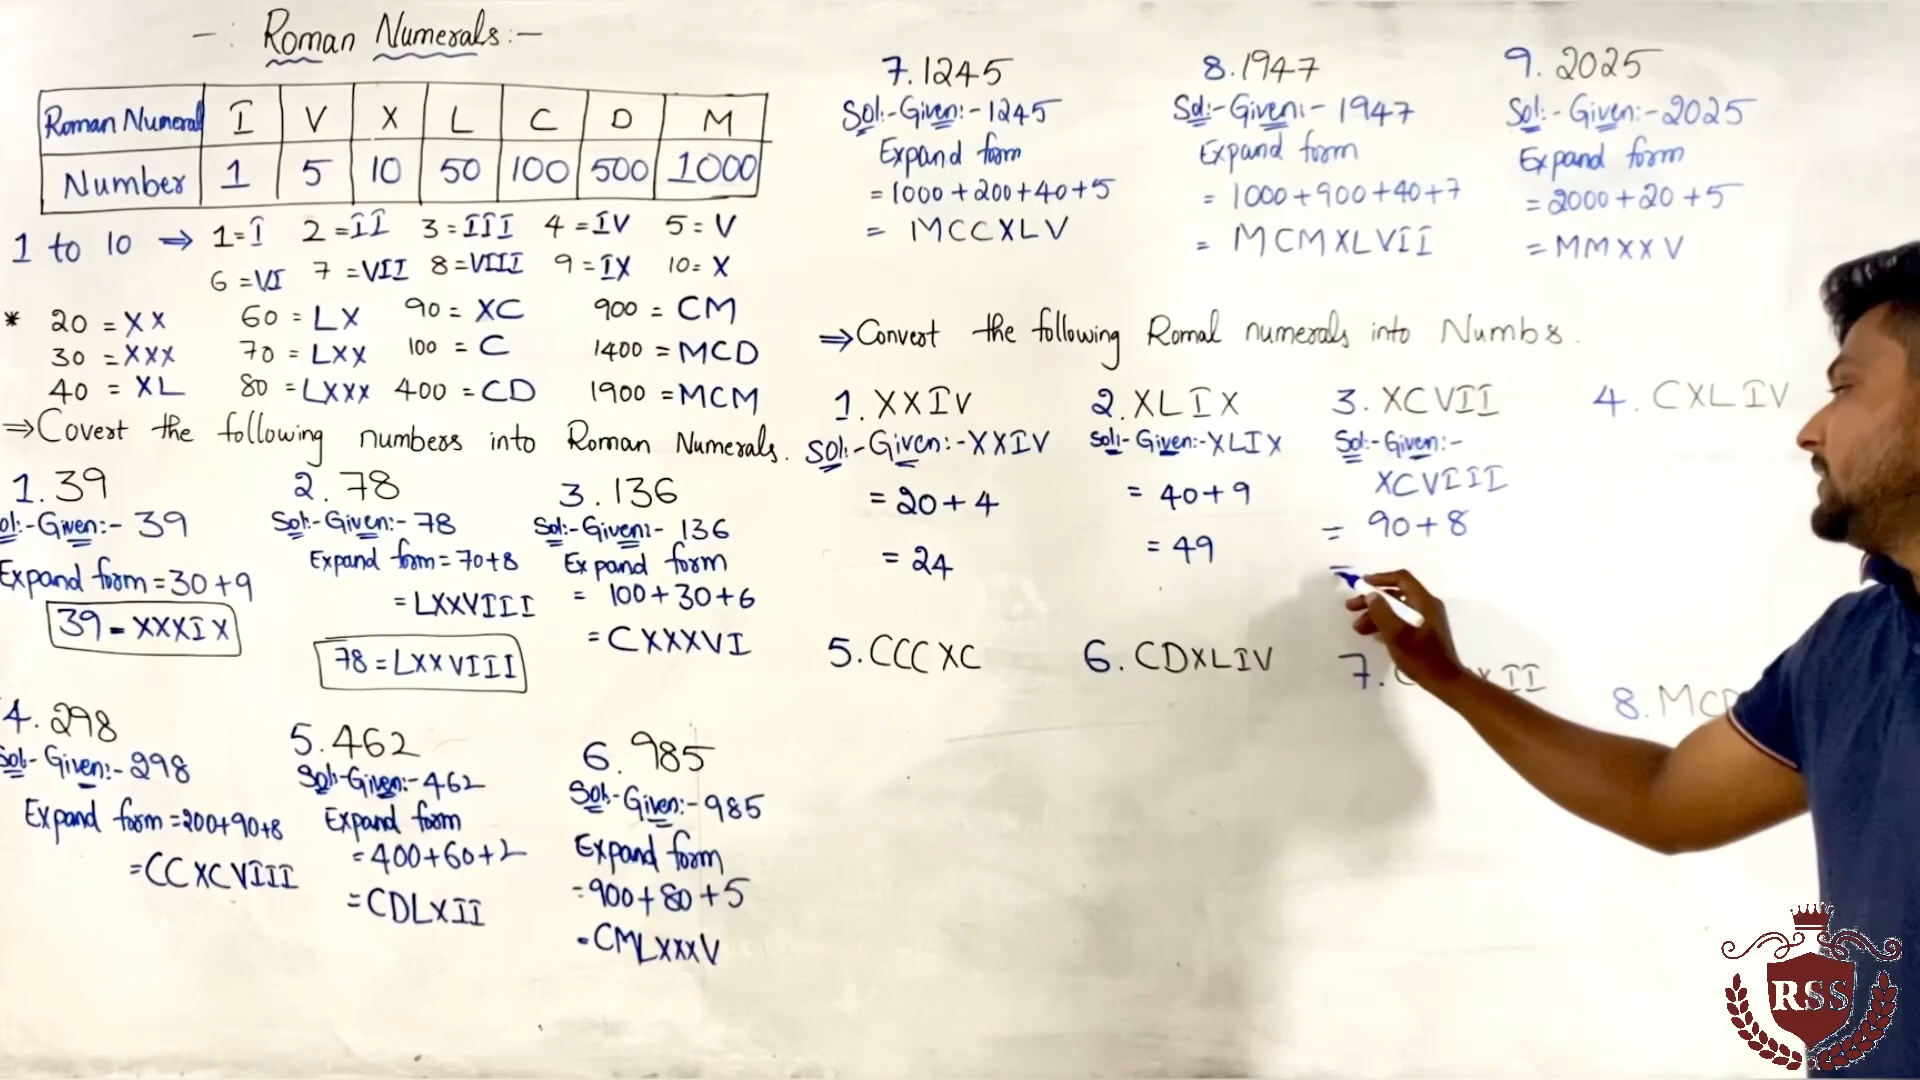 -: Roman Numerals:-
Roman Numeral I V X L C D M
Number 1 5 10 50 100 500 1000
1 to 10 ⇒ 1=I 2=II 3=III 4=IV 5=V
6=VI 7=VII 8=VIII 9=IX 10=X
* 20=XX 60=LX 90=XC 900=CM
30=XXX 70=LXX 100=C 1400=MCD
40=XL 80=LXXX 400=CD 1900=MCM
⇒Covert the following numbers into Roman Numerals.
1. 39
Sol:-Given:- 39
Expand form=30+9
39-XXXIX
2. 78
Sol:-Given:- 78
Expand form=70+8
=LXXVIII
78=LXXVIII
3. 136
Sol:-Given:- 136
Expand form
= 100+30+6
=CXXXVI
4. 298
Sol:-Given:-298
Expand form=200+90+8
=CCXCVIII
5. 462
Sol:-Given:-462
Expand form
=400+60+2
=CDLXII
6. 985
Sol:-Given:-985
Expand form
=900+80+5
=CMLXXXV
7. 1245
Sol:-Given:-1245
Expand form
=1000+200+40+5
= MCCXLV
8. 1947
Sol:-Given:- 1947
Expand form
= 1000+900+40+7
= MCMXLVII
9. 2025
Sol:-Given:-2025
Expand form
=2000+20+5
=MMXXV
⇒Convert the following Romal numerals into Numbs.
1. XXIV
Sol:-Given:-XXIV
=20+4
=24
2. XLIX
Sol:-Given:-XLIX
= 40+9
= 49
3. XCVII
Sol:-Given:-
XCVIII
= 90+8
=
4. CXLIV
5. CCCXC
6. CDXLIV
7.
8.
RSS